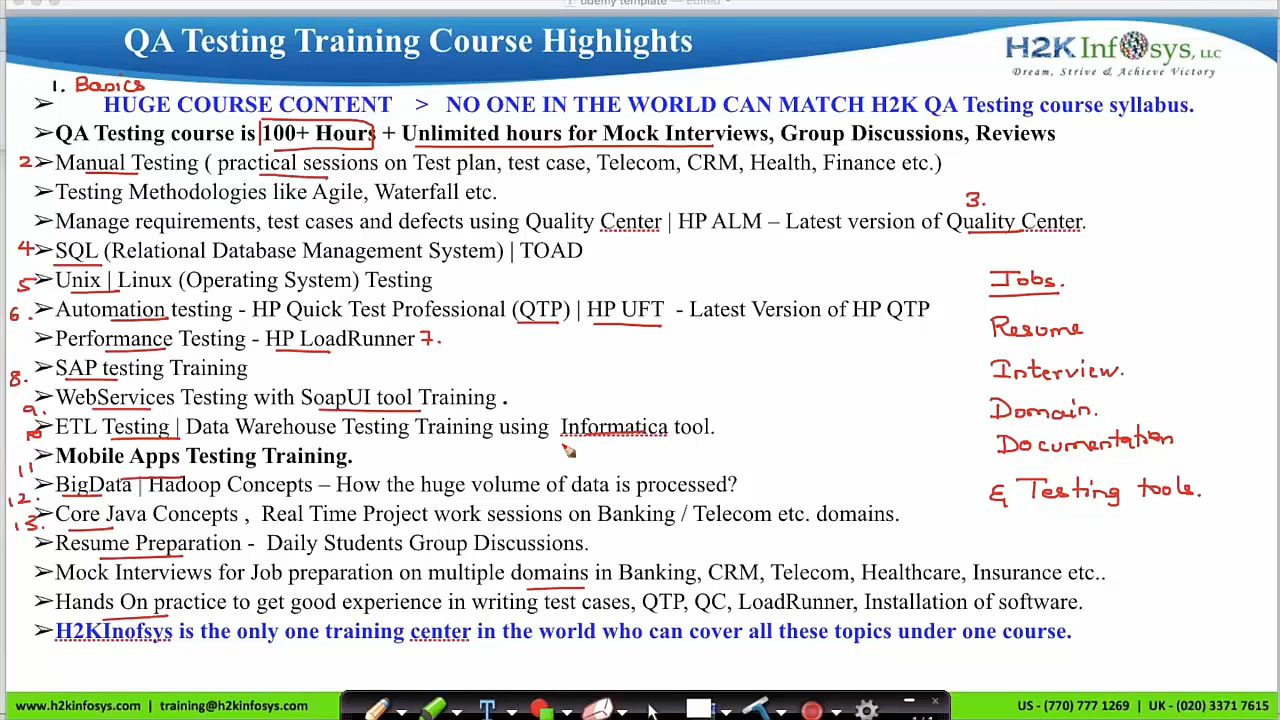 udemy template — Edited
QA Testing Training Course Highlights
H2K Infosys, LLC
Dream, Strive & Achieve Victory
1. Basics
➢ HUGE COURSE CONTENT > NO ONE IN THE WORLD CAN MATCH H2K QA Testing course syllabus.
➢ QA Testing course is 100+ Hours + Unlimited hours for Mock Interviews, Group Discussions, Reviews
2 ➢ Manual Testing ( practical sessions on Test plan, test case, Telecom, CRM, Health, Finance etc.)
➢ Testing Methodologies like Agile, Waterfall etc.
3.
➢ Manage requirements, test cases and defects using Quality Center | HP ALM – Latest version of Quality Center.
4 ➢ SQL (Relational Database Management System) | TOAD
5 ➢ Unix | Linux (Operating System) Testing
6. ➢ Automation testing - HP Quick Test Professional (QTP) | HP UFT - Latest Version of HP QTP
➢ Performance Testing - HP LoadRunner 7.
8. ➢ SAP testing Training
9. ➢ WebServices Testing with SoapUI tool Training .
10 ➢ ETL Testing | Data Warehouse Testing Training using Informatica tool.
11 ➢ Mobile Apps Testing Training.
12. ➢ BigData | Hadoop Concepts – How the huge volume of data is processed?
13. ➢ Core Java Concepts , Real Time Project work sessions on Banking / Telecom etc. domains.
➢ Resume Preparation - Daily Students Group Discussions.
➢ Mock Interviews for Job preparation on multiple domains in Banking, CRM, Telecom, Healthcare, Insurance etc..
➢ Hands On practice to get good experience in writing test cases, QTP, QC, LoadRunner, Installation of software.
➢ H2KInofsys is the only one training center in the world who can cover all these topics under one course.
Jobs.
Resume
Interview.
Domain.
Documentation
& Testing tools.
www.h2kinfosys.com | training@h2kinfosys.com
US - (770) 777 1269 | UK - (020) 3371 7615